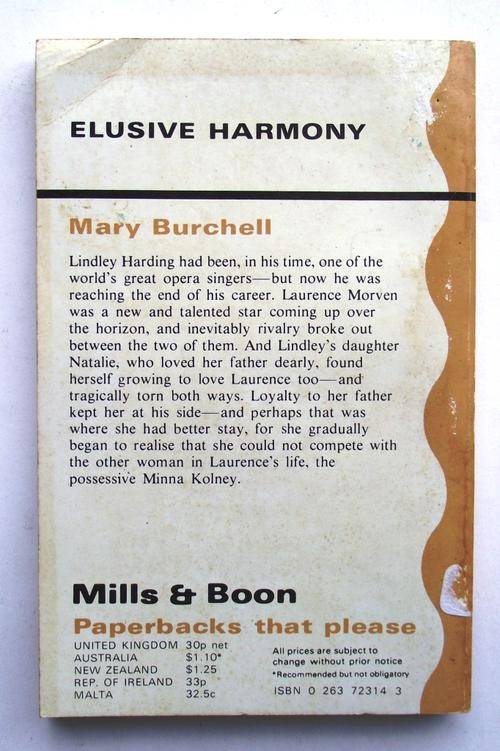 ELUSIVE HARMONY
Mary Burchell
Lindley Harding had been, in his time, one of the
world's great opera singers—but now he was
reaching the end of his career. Laurence Morven
was a new and talented star coming up over
the horizon, and inevitably rivalry broke out
between the two of them. And Lindley's daughter
Natalie, who loved her father dearly, found
herself growing to love Laurence too—and
tragically torn both ways. Loyalty to her father
kept her at his side—and perhaps that was
where she had better stay, for she gradually
began to realise that she could not compete with
the other woman in Laurence's life, the
possessive Minna Kolney.
Mills & Boon
Paperbacks that please
UNITED KINGDOM 30p net
AUSTRALIA $1.10*
NEW ZEALAND $1.25
REP. OF IRELAND 33p
MALTA 32.5c
All prices are subject to
change without prior notice
*Recommended but not obligatory
ISBN 0 263 72314 3